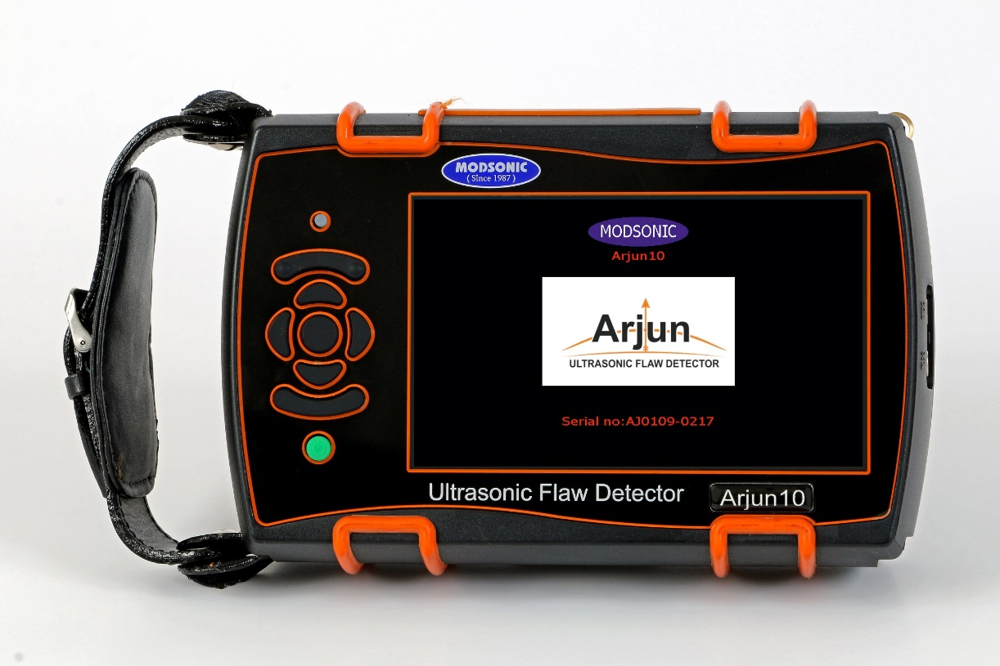 MODSONIC
( Since 1987 )
MODSONIC
Arjun10
Arjun
ULTRASONIC FLAW DETECTOR
Serial no:AJ0109-0217
Ultrasonic Flaw Detector
Arjun10